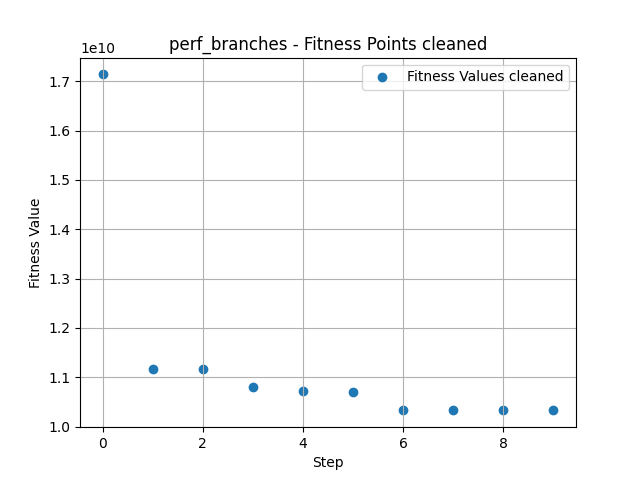 perf_branches - Fitness Points cleaned
1e10
Fitness Values cleaned
1.7
1.6
1.5
1.4
1.3
1.2
1.1
1.0
Fitness Value
0 2 4 6 8
Step